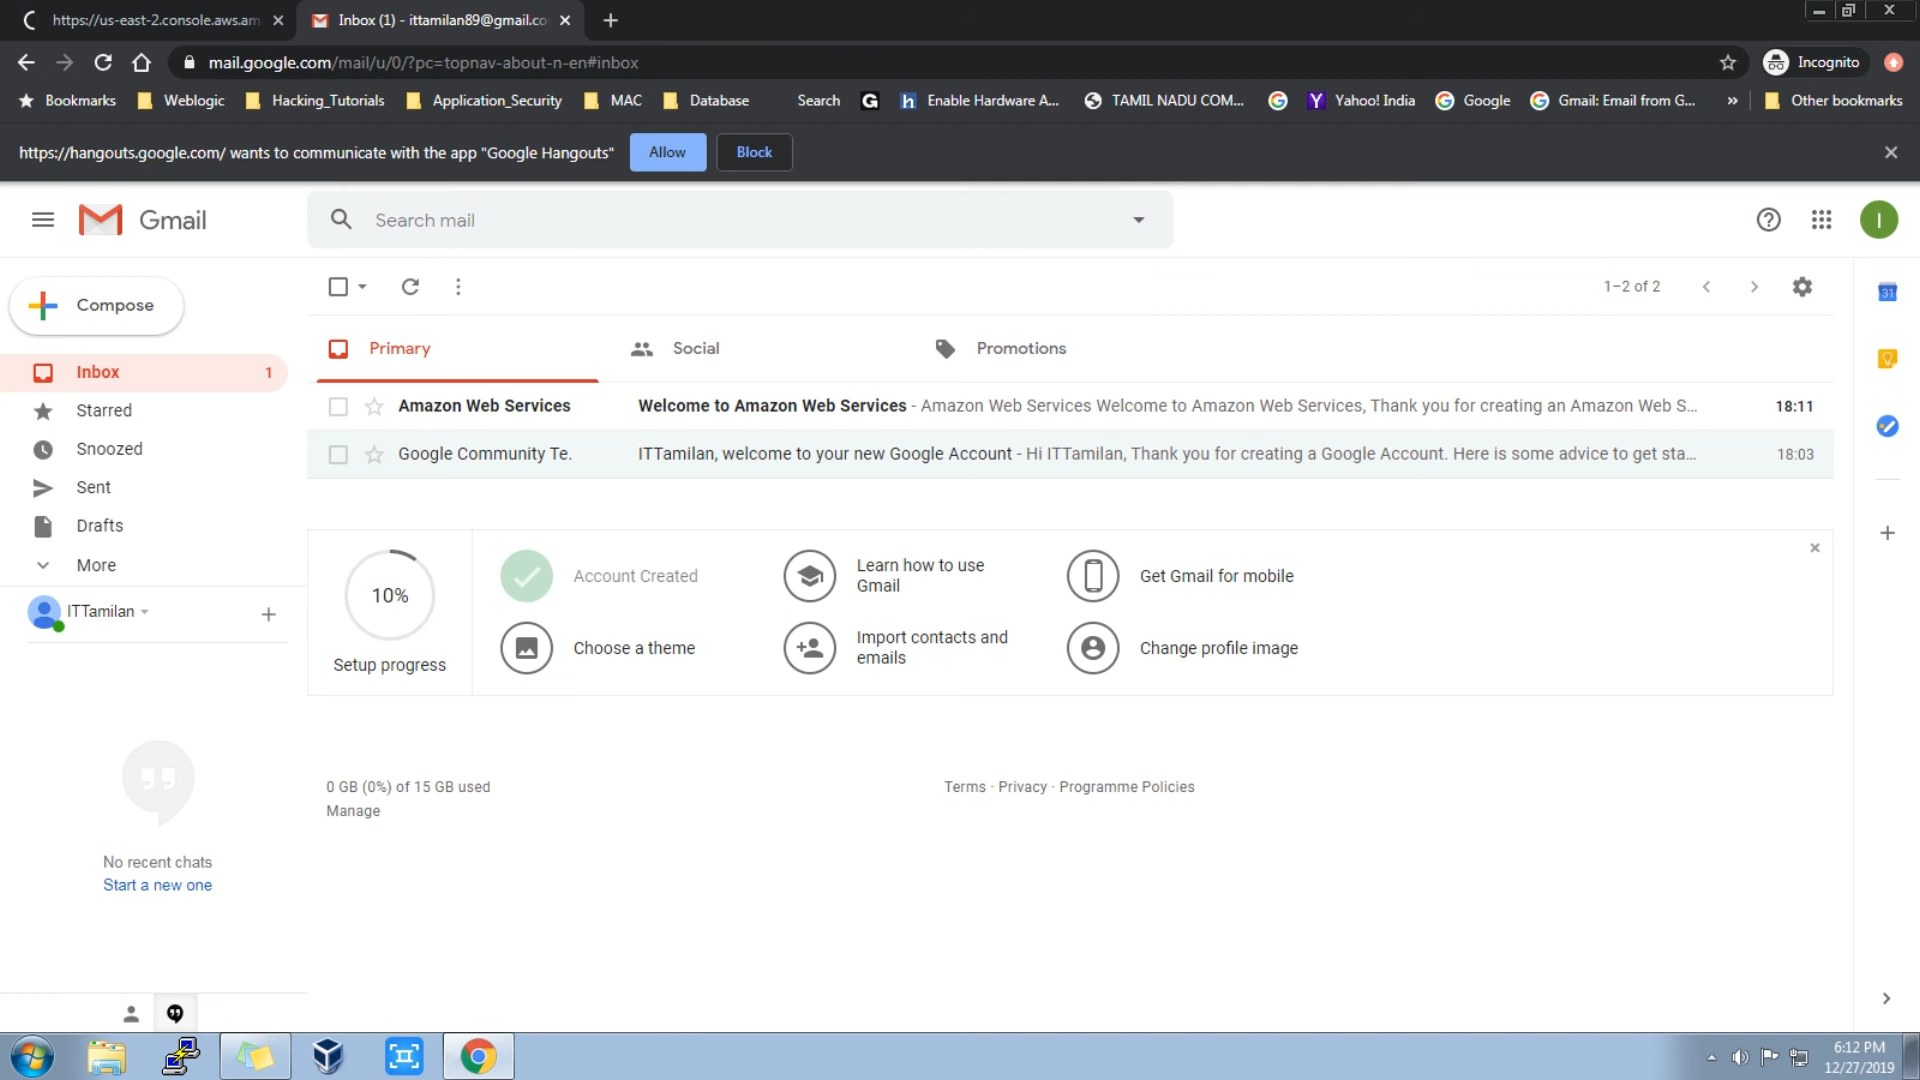 https://us-east-2.console.aws.am
Inbox (1) - ittamilan89@gmail.co
mail.google.com/mail/u/0/?pc=topnav-about-n-en#inbox
Incognito
Bookmarks Weblogic Hacking_Tutorials Application_Security MAC Database Search G h Enable Hardware A... TAMIL NADU COM... Yahoo! India Google Gmail: Email from G... » Other bookmarks
https://hangouts.google.com/ wants to communicate with the app "Google Hangouts" Allow Block
Gmail
Search mail
I
Compose
1–2 of 2
31
Primary
Social
Promotions
Inbox 1
Starred
Snoozed
Sent
Drafts
More
Amazon Web Services Welcome to Amazon Web Services - Amazon Web Services Welcome to Amazon Web Services, Thank you for creating an Amazon Web S... 18:11
Google Community Te. ITTamilan, welcome to your new Google Account - Hi ITTamilan, Thank you for creating a Google Account. Here is some advice to get sta... 18:03
ITTamilan
10%
Setup progress
Account Created
Learn how to use
Gmail
Get Gmail for mobile
Choose a theme
Import contacts and
emails
Change profile image
0 GB (0%) of 15 GB used
Manage
Terms · Privacy · Programme Policies
No recent chats
Start a new one
6:12 PM
12/27/2019